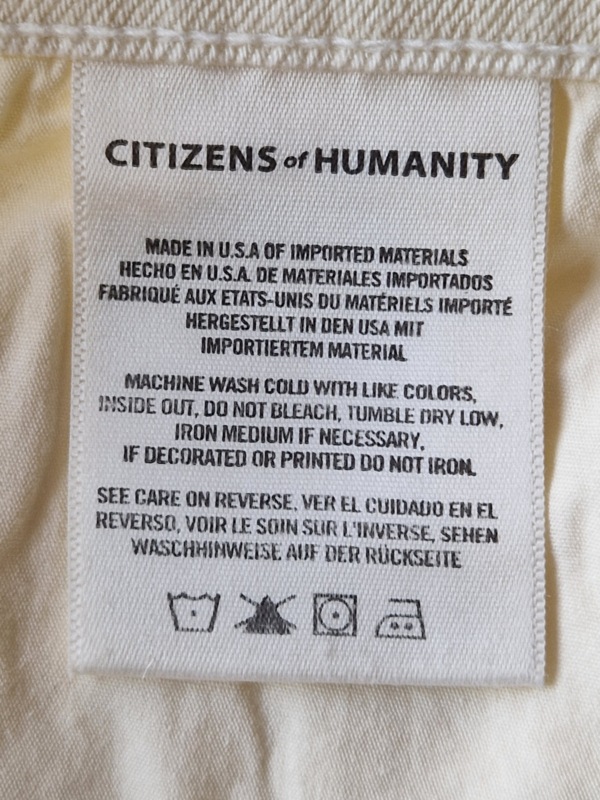 CITIZENS of HUMANITY
MADE IN U.S.A OF IMPORTED MATERIALS
HECHO EN U.S.A. DE MATERIALES IMPORTADOS
FABRIQUÉ AUX ETATS-UNIS DU MATÉRIELS IMPORTÉ
HERGESTELLT IN DEN USA MIT
IMPORTIERTEM MATERIAL
MACHINE WASH COLD WITH LIKE COLORS,
INSIDE OUT, DO NOT BLEACH, TUMBLE DRY LOW,
IRON MEDIUM IF NECESSARY,
IF DECORATED OR PRINTED DO NOT IRON.
SEE CARE ON REVERSE, VER EL CUIDADO EN EL
REVERSO, VOIR LE SOIN SUR L'INVERSE, SEHEN
WASCHHINWEISE AUF DER RÜCKSEITE